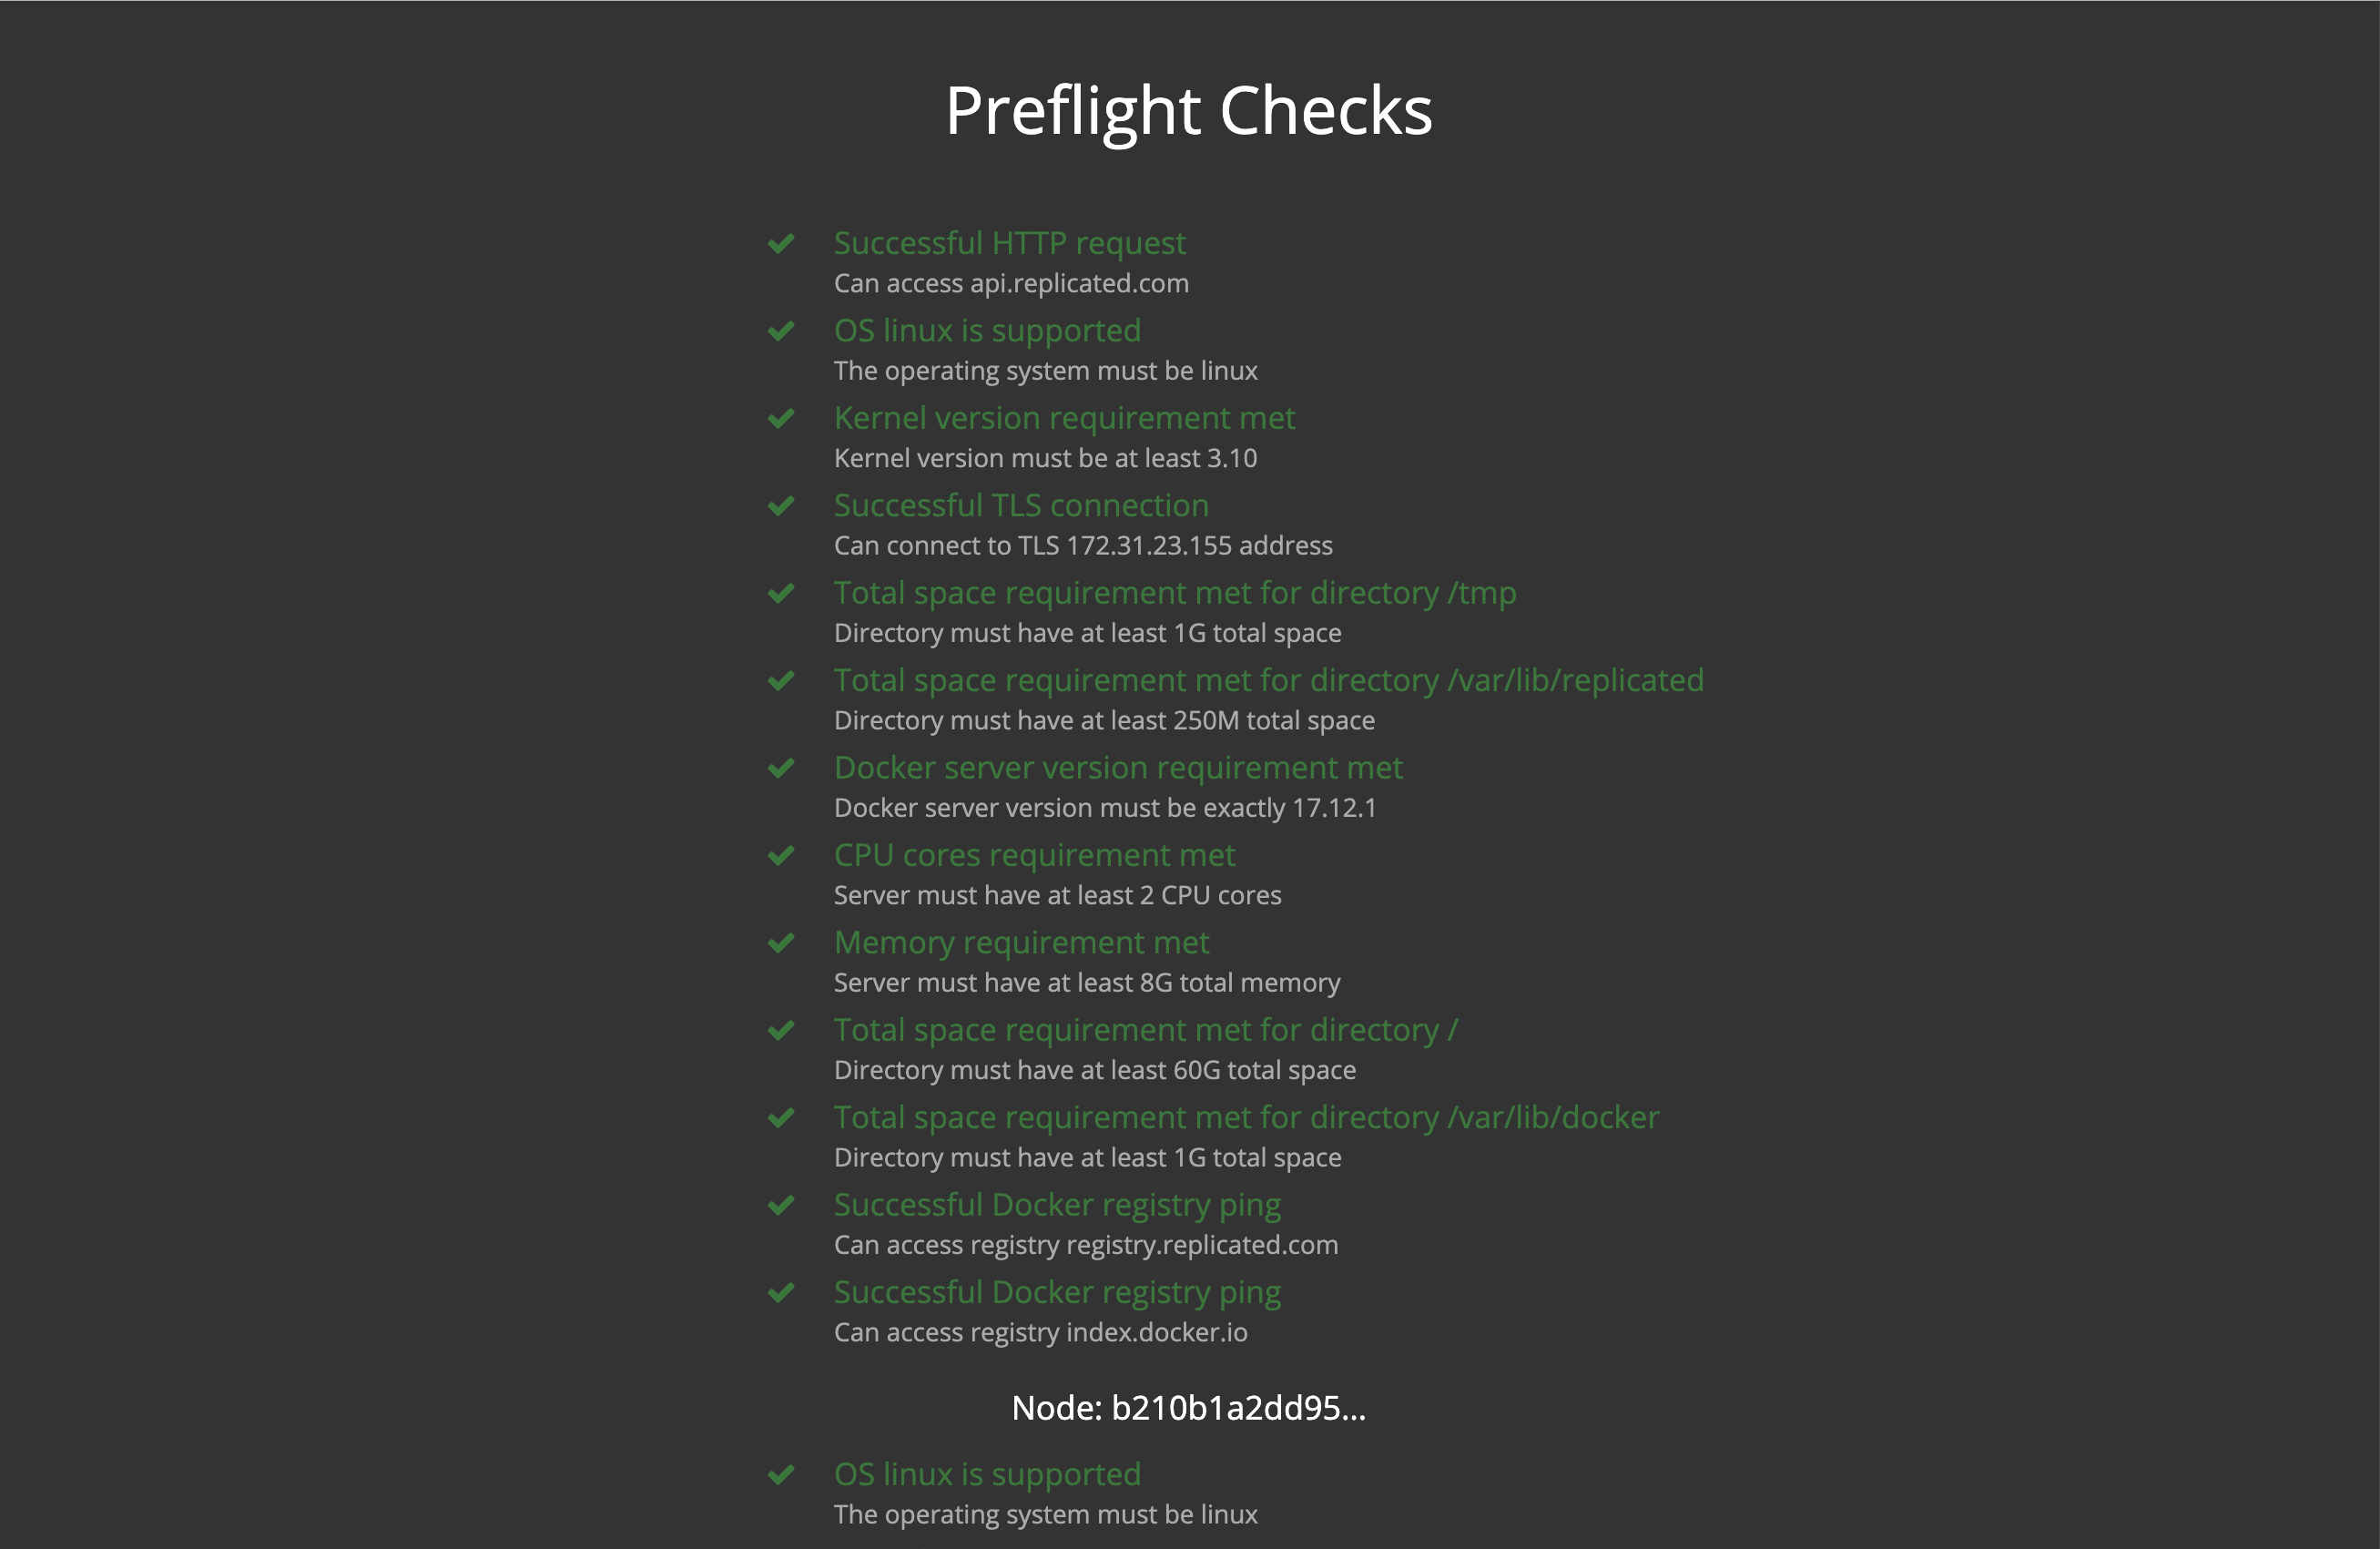 Preflight Checks
Successful HTTP request
Can access api.replicated.com
OS linux is supported
The operating system must be linux
Kernel version requirement met
Kernel version must be at least 3.10
Successful TLS connection
Can connect to TLS 172.31.23.155 address
Total space requirement met for directory /tmp
Directory must have at least 1G total space
Total space requirement met for directory /var/lib/replicated
Directory must have at least 250M total space
Docker server version requirement met
Docker server version must be exactly 17.12.1
CPU cores requirement met
Server must have at least 2 CPU cores
Memory requirement met
Server must have at least 8G total memory
Total space requirement met for directory /
Directory must have at least 60G total space
Total space requirement met for directory /var/lib/docker
Directory must have at least 1G total space
Successful Docker registry ping
Can access registry registry.replicated.com
Successful Docker registry ping
Can access registry index.docker.io
Node: b210b1a2dd95...
OS linux is supported
The operating system must be linux